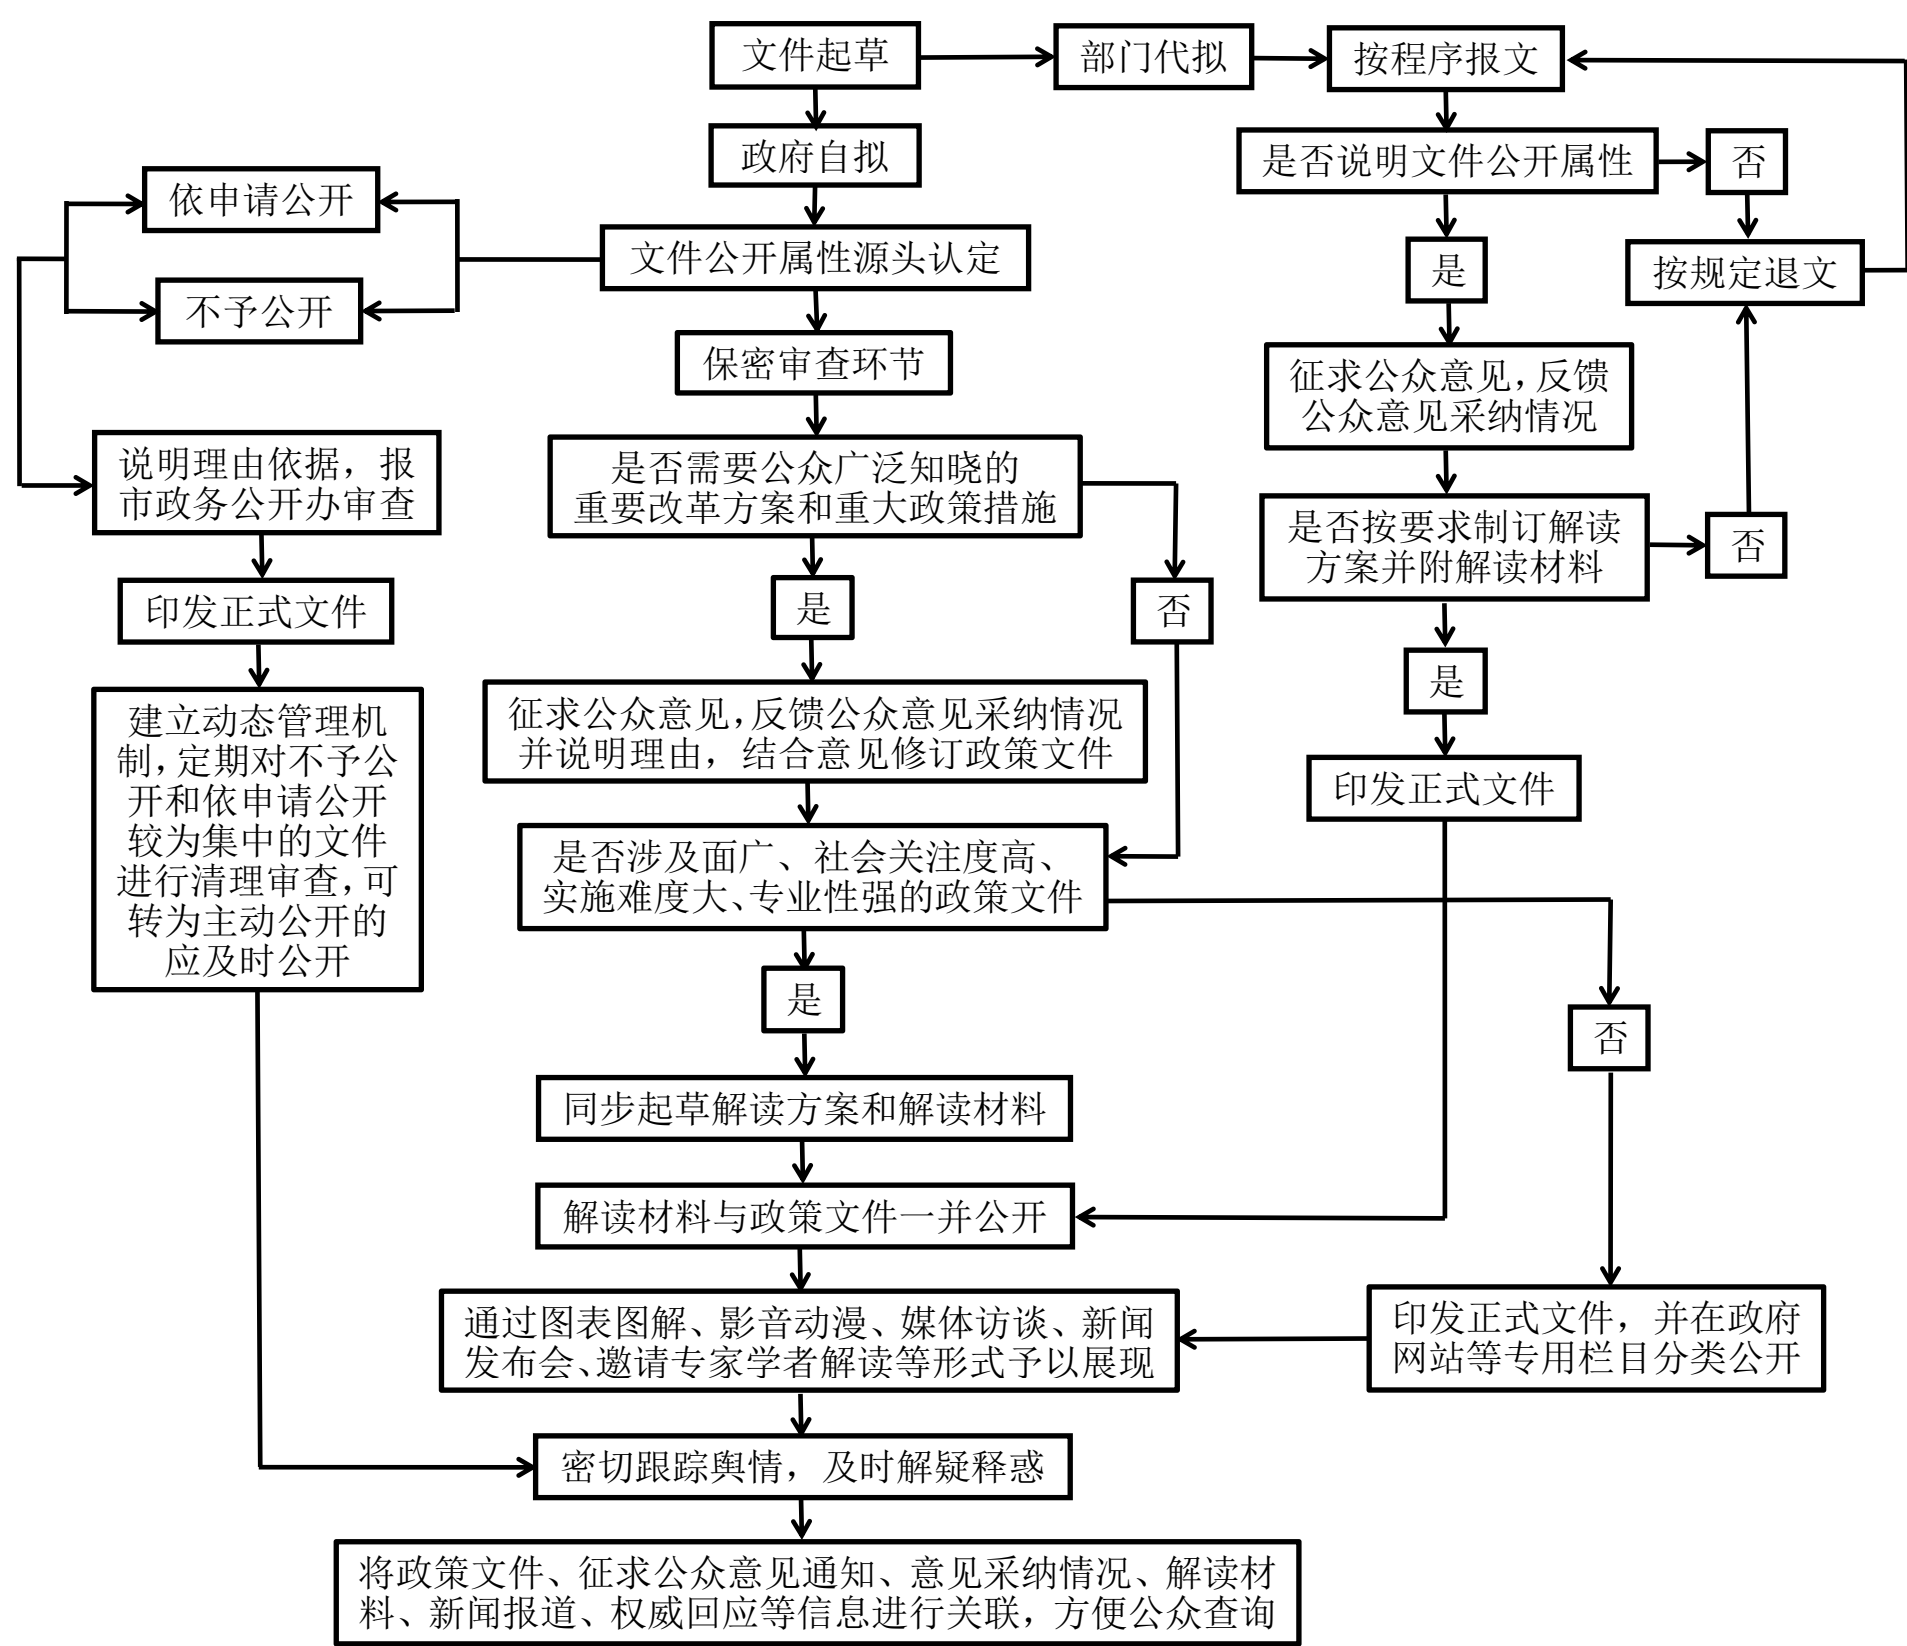 文件起草
部门代拟
按程序报文
政府自拟
是否说明文件公开属性
否
依申请公开
文件公开属性源头认定
是
按规定退文
不予公开
保密审查环节
征求公众意见，反馈
公众意见采纳情况
说明理由依据，报
市政务公开办审查
是否需要公众广泛知晓的
重要改革方案和重大政策措施
是否按要求制订解读
方案并附解读材料
否
印发正式文件
是
否
是
建立动态管理机
制，定期对不予公
开和依申请公开
较为集中的文件
进行清理审查，可
转为主动公开的
应及时公开
征求公众意见，反馈公众意见采纳情况
并说明理由，结合意见修订政策文件
印发正式文件
是否涉及面广、社会关注度高、
实施难度大、专业性强的政策文件
是
否
同步起草解读方案和解读材料
解读材料与政策文件一并公开
通过图表图解、影音动漫、媒体访谈、新闻
发布会、邀请专家学者解读等形式予以展现
印发正式文件，并在政府
网站等专用栏目分类公开
密切跟踪舆情，及时解疑释惑
将政策文件、征求公众意见通知、意见采纳情况、解读材
料、新闻报道、权威回应等信息进行关联，方便公众查询